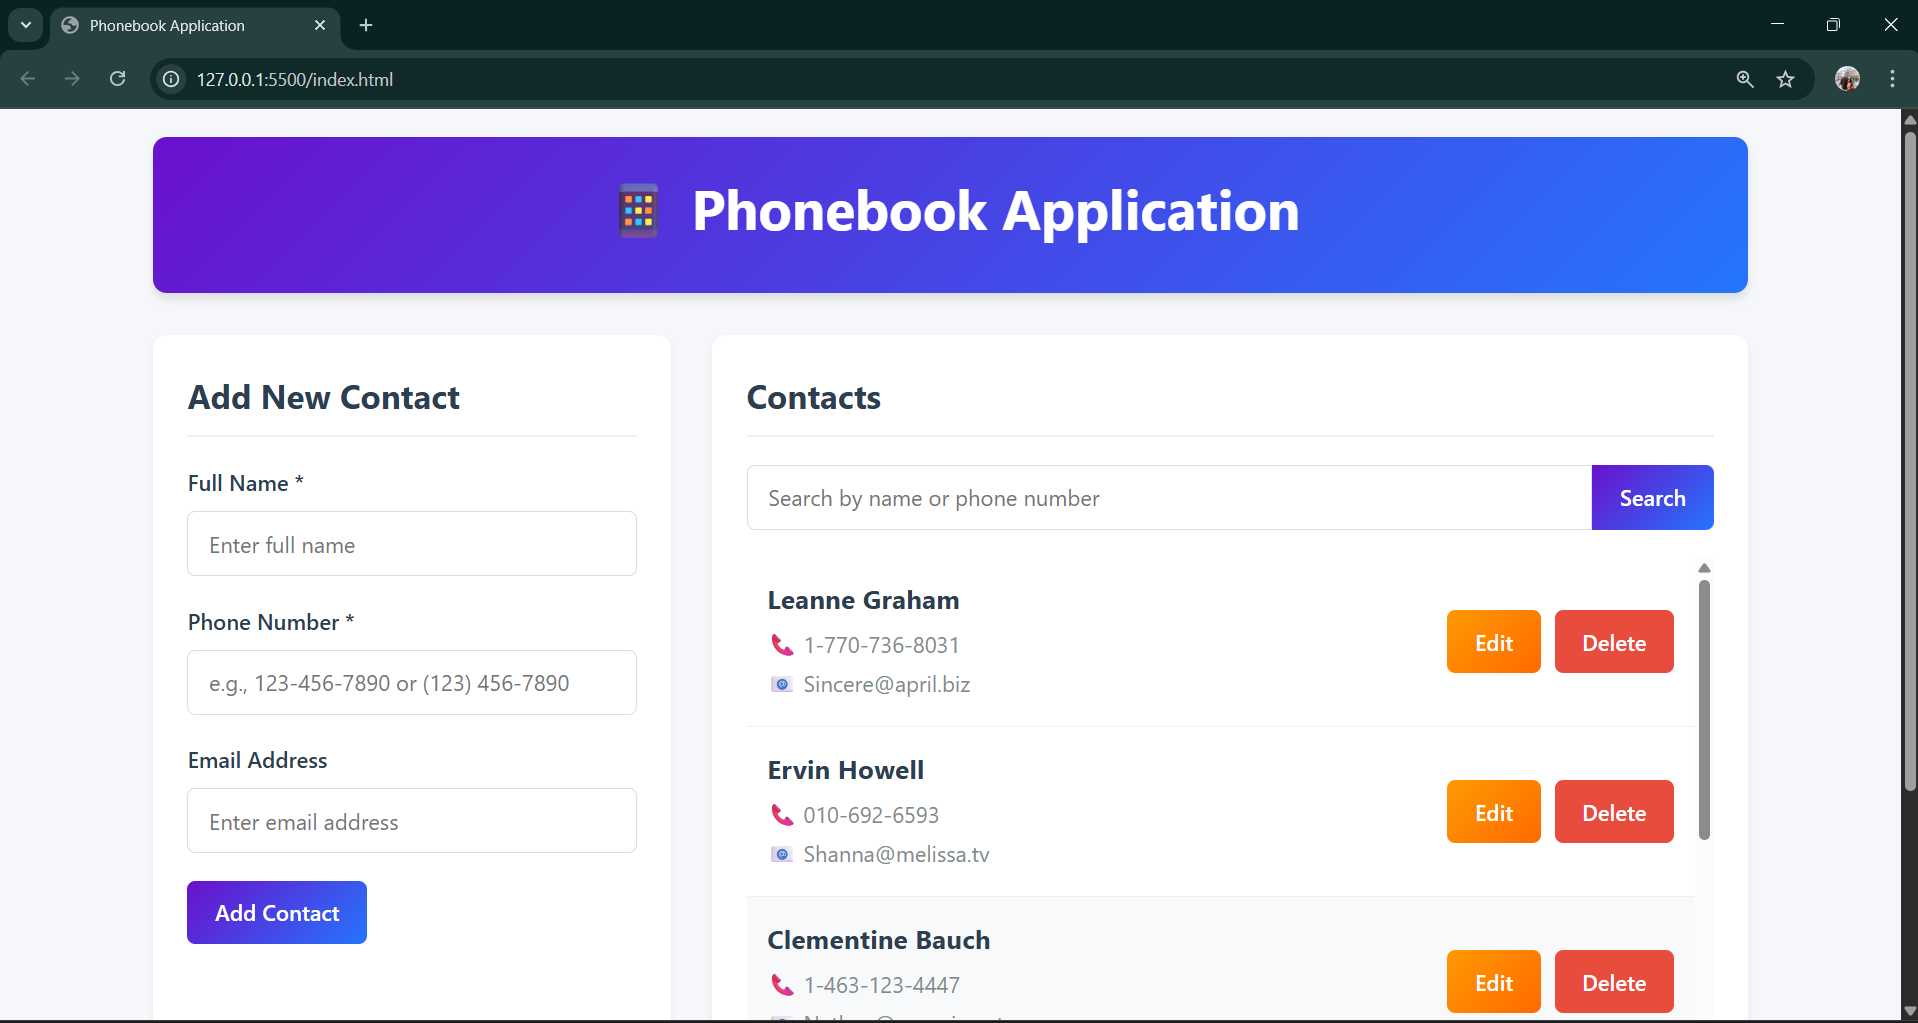 Phonebook Application
127.0.0.1:5500/index.html
Phonebook Application
Add New Contact
Full Name *
Enter full name
Phone Number *
e.g., 123-456-7890 or (123) 456-7890
Email Address
Enter email address
Add Contact
Contacts
Search by name or phone number
Search
Leanne Graham
1-770-736-8031
Sincere@april.biz
Edit
Delete
Ervin Howell
010-692-6593
Shanna@melissa.tv
Edit
Delete
Clementine Bauch
1-463-123-4447
Edit
Delete